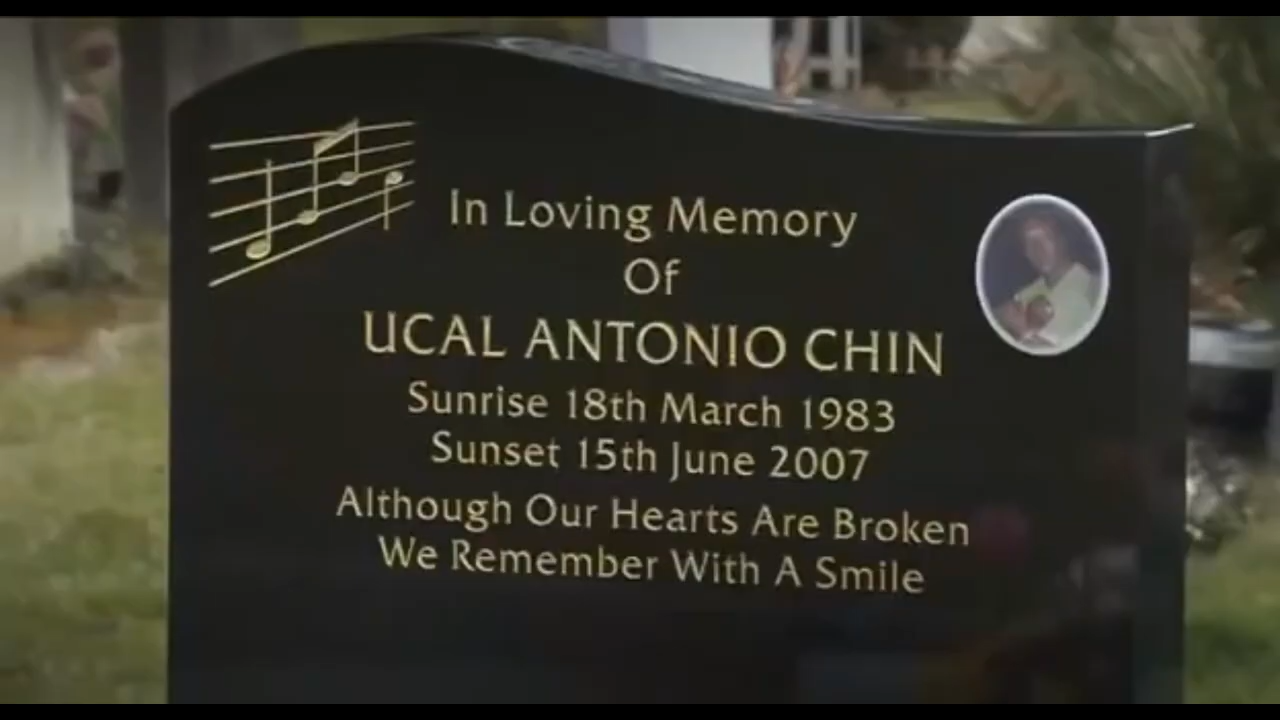 In Loving Memory
Of
UCAL ANTONIO CHIN
Sunrise 18th March 1983
Sunset 15th June 2007
Although Our Hearts Are Broken
We Remember With A Smile